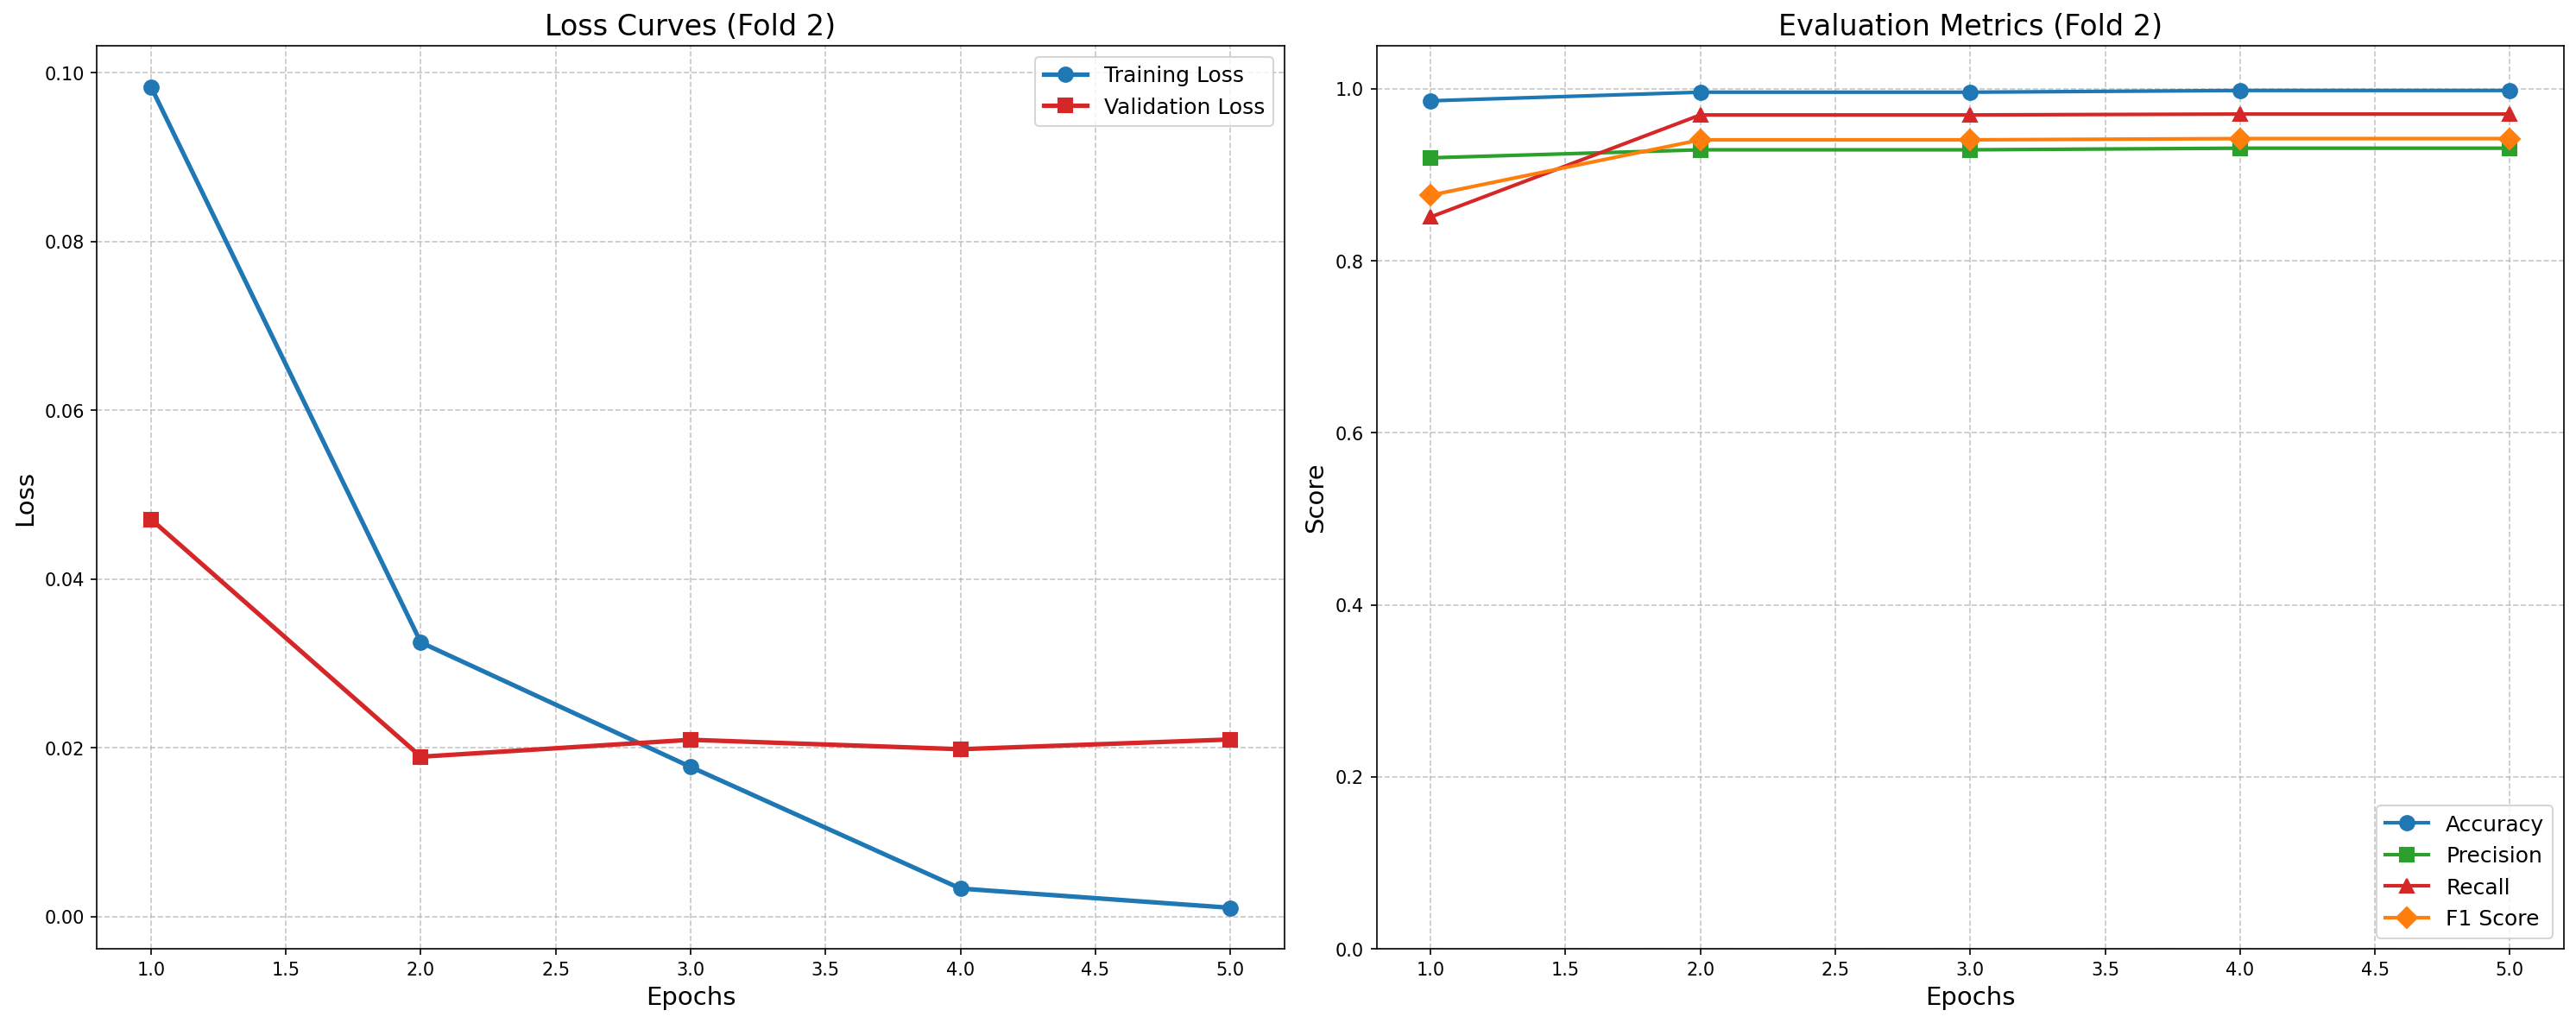 Loss Curves (Fold 2)
0.10
0.08
0.06
0.04
0.02
0.00
Loss
1.0 1.5 2.0 2.5 3.0 3.5 4.0 4.5 5.0
Epochs
Training Loss
Validation Loss
Evaluation Metrics (Fold 2)
1.0
0.8
0.6
0.4
0.2
0.0
Score
1.0 1.5 2.0 2.5 3.0 3.5 4.0 4.5 5.0
Epochs
Accuracy
Precision
Recall
F1 Score